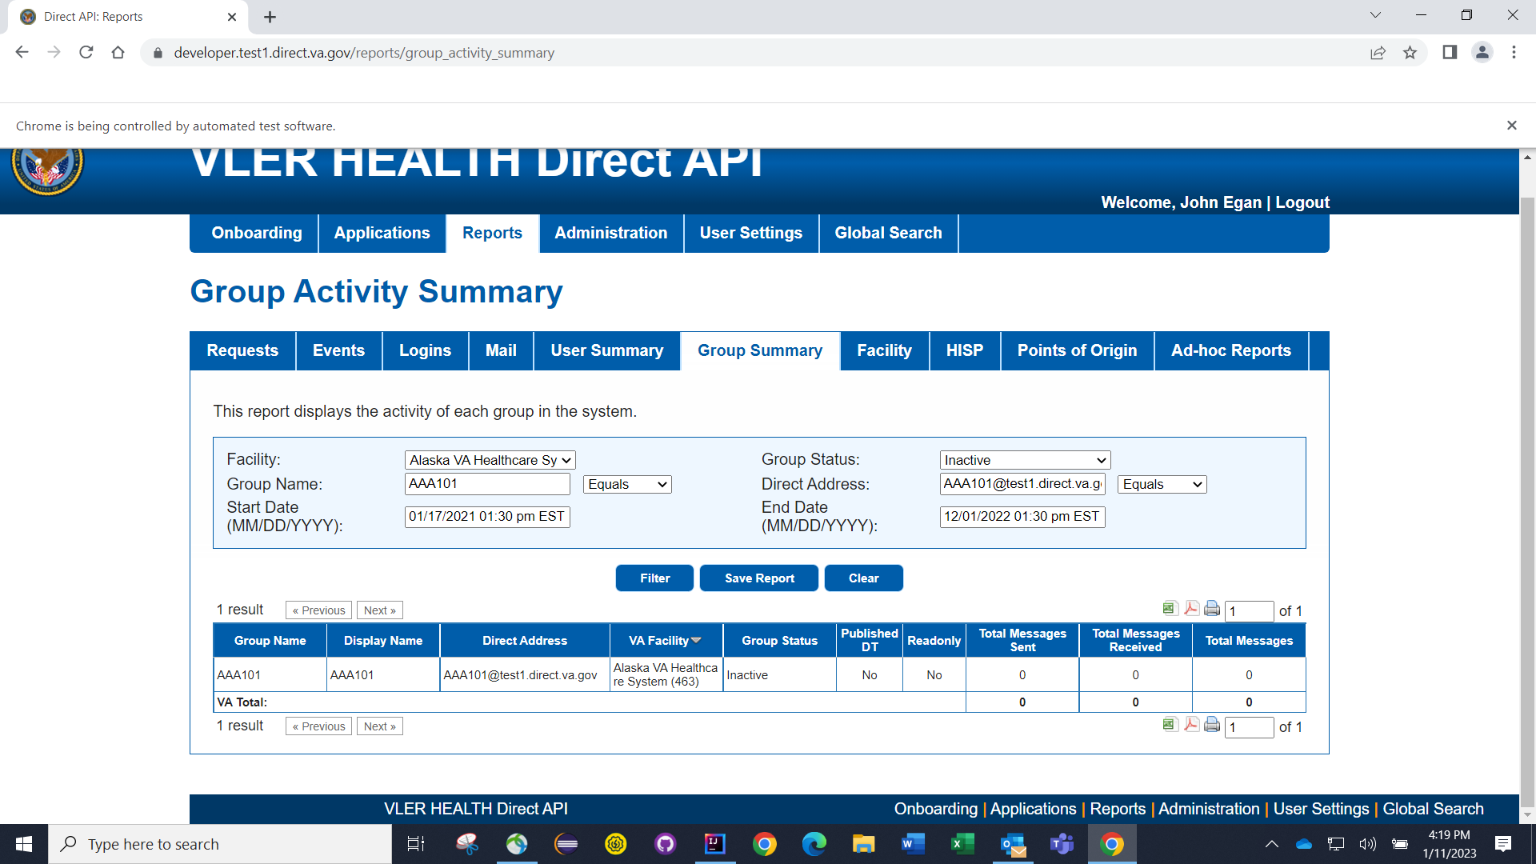 Direct API: Reports
developer.test1.direct.va.gov/reports/group_activity_summary
Chrome is being controlled by automated test software.
VLER HEALTH Direct API
Welcome, John Egan | Logout
Onboarding Applications Reports Administration User Settings Global Search
Group Activity Summary
Requests Events Logins Mail User Summary Group Summary Facility HISP Points of Origin Ad-hoc Reports
This report displays the activity of each group in the system.
Facility: Alaska VA Healthcare Sy Group Status: Inactive
Group Name: AAA101 Equals Direct Address: AAA101@test1.direct.va.g Equals
Start Date (MM/DD/YYYY): 01/17/2021 01:30 pm EST End Date (MM/DD/YYYY): 12/01/2022 01:30 pm EST
Filter Save Report Clear
1 result « Previous Next » 1 of 1
Group Name Display Name Direct Address VA Facility Group Status Published DT Readonly Total Messages Sent Total Messages Received Total Messages
AAA101 AAA101 AAA101@test1.direct.va.gov Alaska VA Healthca re System (463) Inactive No No 0 0 0
VA Total: 0 0 0
1 result « Previous Next » 1 of 1
VLER HEALTH Direct API Onboarding | Applications | Reports | Administration | User Settings | Global Search
Type here to search
4:19 PM
1/11/2023